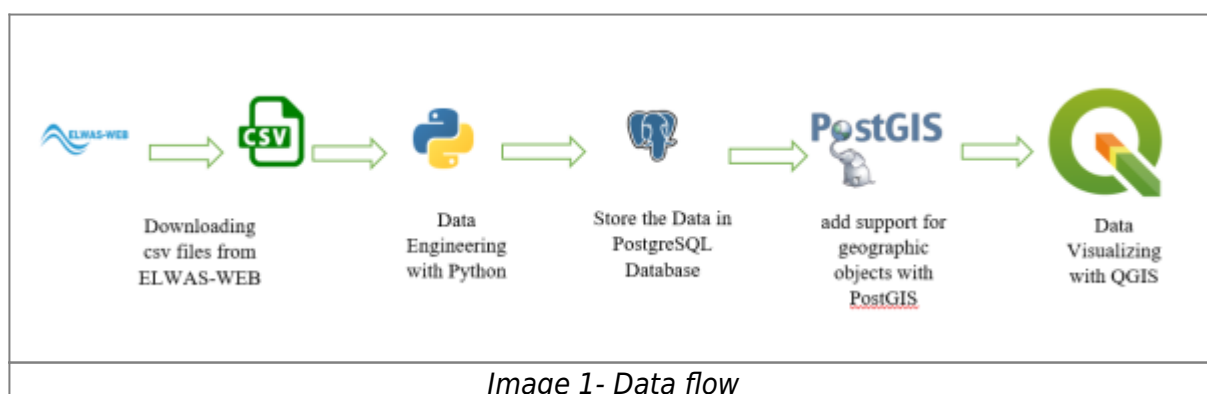 ELWAS-WEB
CSV
PostGIS
Downloading
csv files from
ELWAS-WEB
Data
Engineering
with Python
Store the Data in
PostgreSQL
Database
add support for
geographic
objects with
PostGIS
Data
Visualizing
with QGIS
Image 1- Data flow